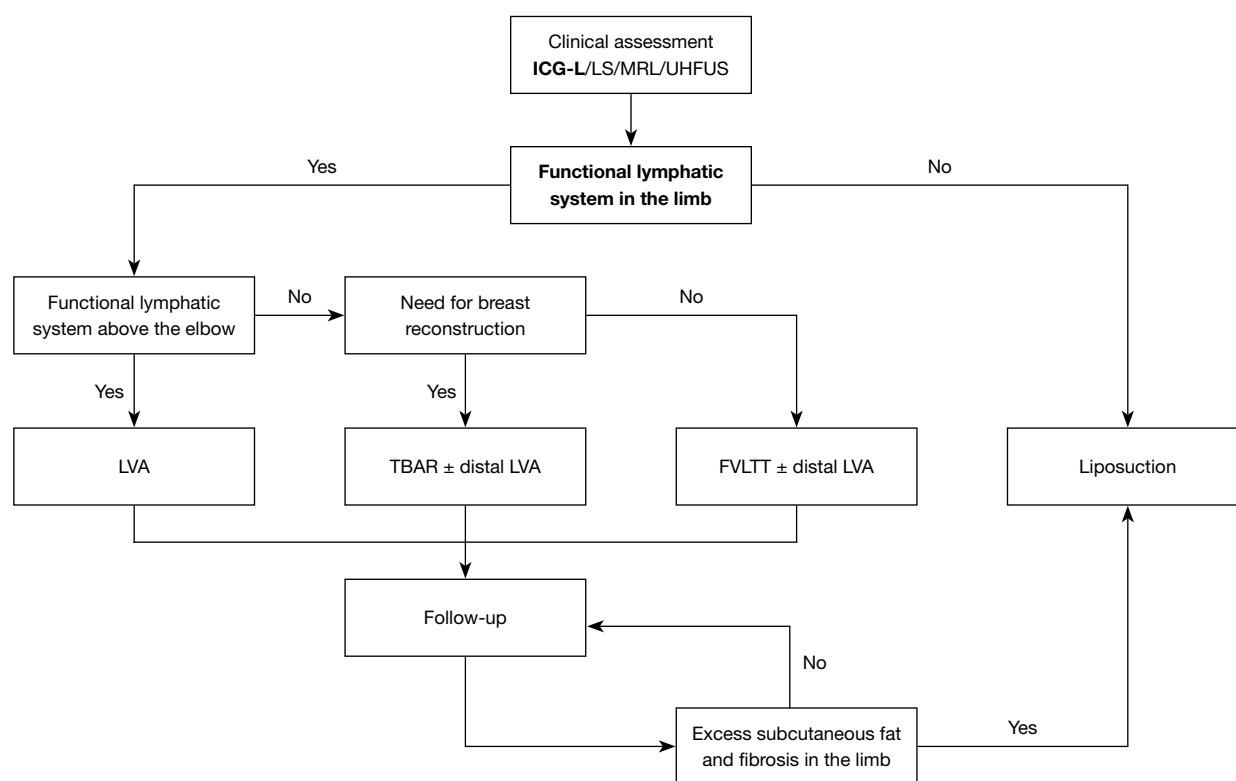 Clinical assessment
ICG-L/LS/MRL/UHFUS
Yes
Functional lymphatic
system in the limb
No
Functional lymphatic
system above the elbow
No
Need for breast
reconstruction
No
Yes
Yes
LVA
TBAR ± distal LVA
FVLTT ± distal LVA
Liposuction
Follow-up
No
Excess subcutaneous fat
and fibrosis in the limb
Yes